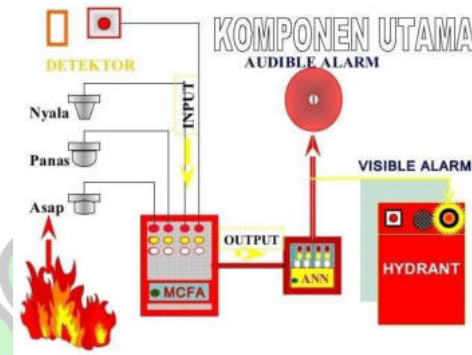 KOMPONEN UTAMA
DETEKTOR
AUDIBLE ALARM
Nyala
INPUT
Panas
VISIBLE ALARM
Asap
OUTPUT
MCFA
ANN
HYDRANT